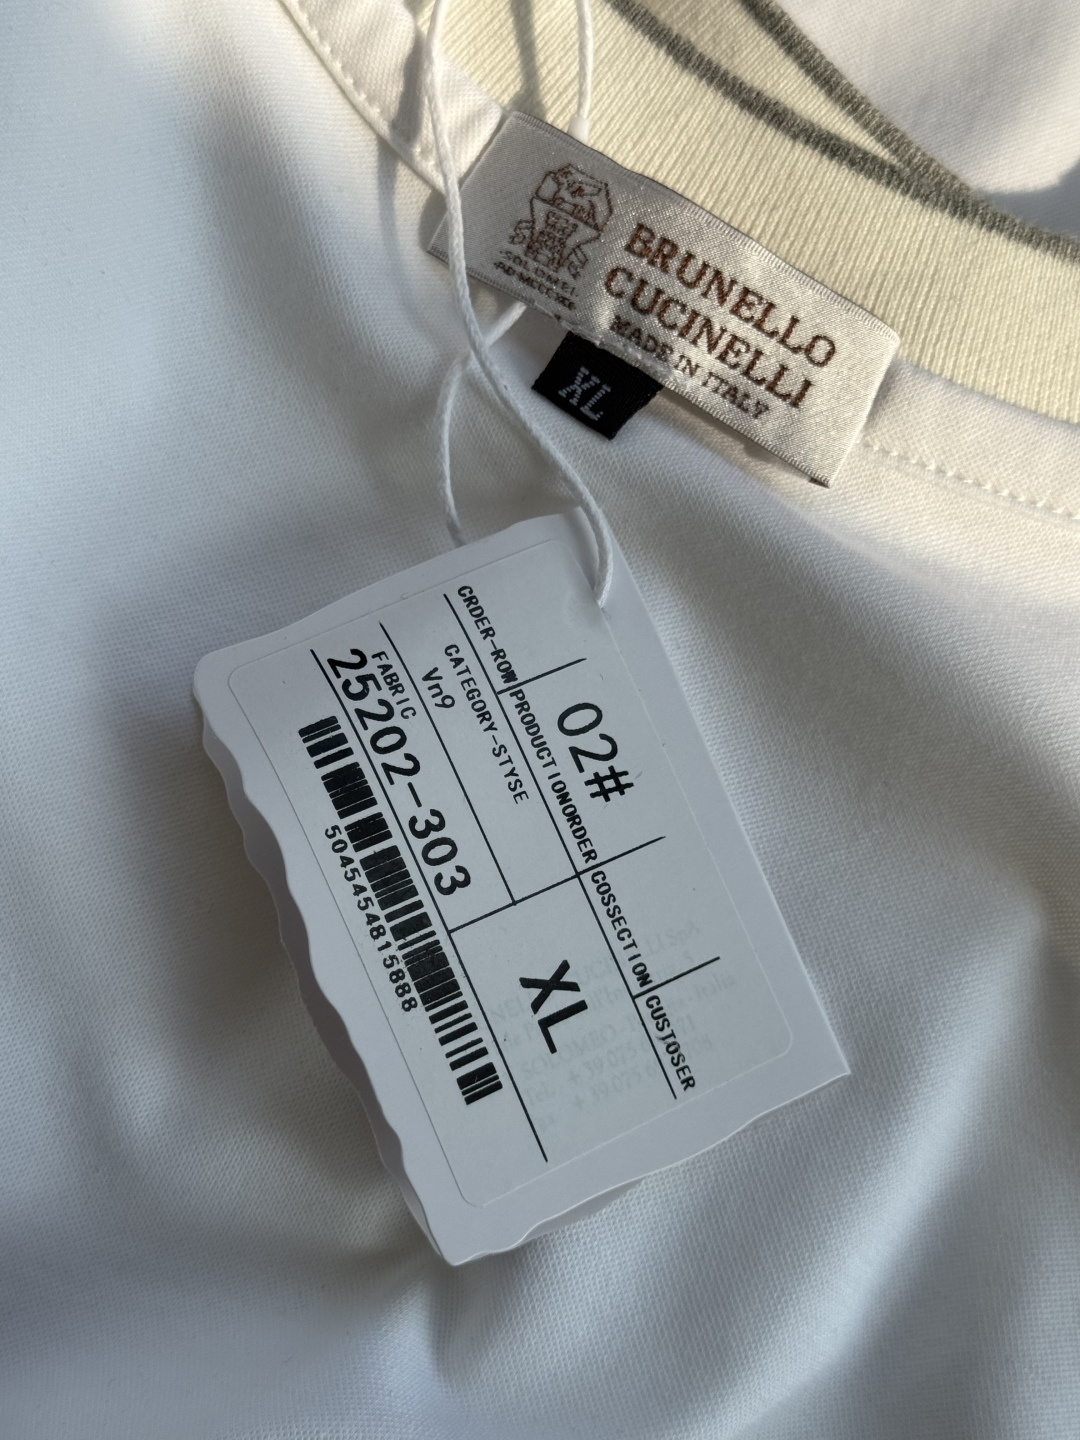 BRUNELLO
CUCINELLI
MADE IN ITALY
SOLOMEI
XL
02#
CRDER-ROW
PRODUCTIONORDER
COSSECTION
CUSTOSER
CATEGORY-STYSE
Vn9
XL
FABRIC
25202-303
5045454815888